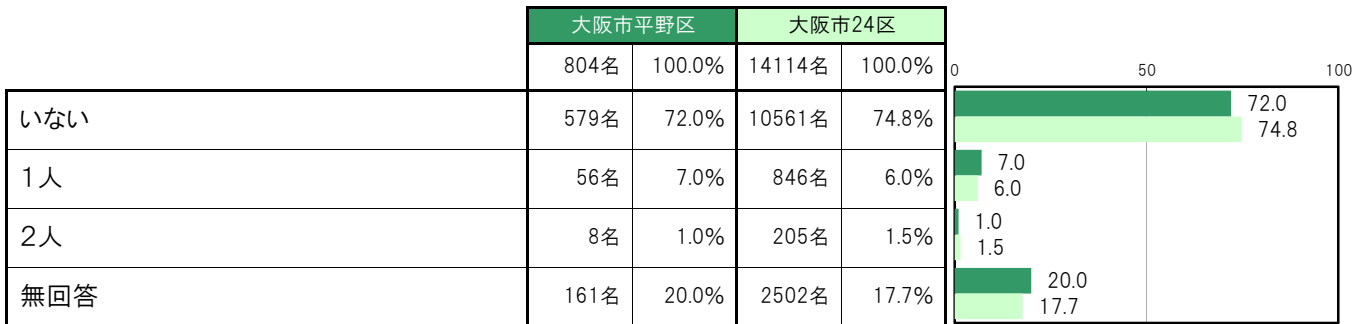 大阪市平野区 大阪市24区
804名 100.0% 14114名 100.0% 0 50 100
いない 579名 72.0% 10561名 74.8% 72.0
74.8
1人 56名 7.0% 846名 6.0% 7.0
6.0
2人 8名 1.0% 205名 1.5% 1.0
1.5
無回答 161名 20.0% 2502名 17.7% 20.0
17.7